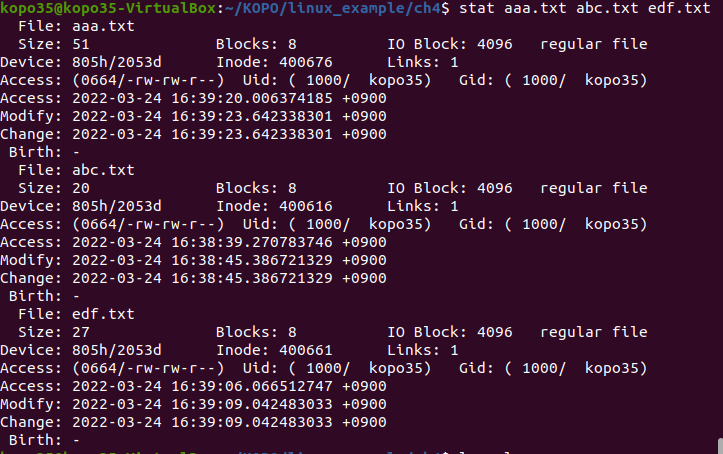 kopo35@kopo35-VirtualBox:~/KOPO/linux_example/ch4$ stat aaa.txt abc.txt edf.txt
File: aaa.txt
Size: 51 Blocks: 8 IO Block: 4096 regular file
Device: 805h/2053d Inode: 400676 Links: 1
Access: (0664/-rw-rw-r--) Uid: ( 1000/ kopo35) Gid: ( 1000/ kopo35)
Access: 2022-03-24 16:39:20.006374185 +0900
Modify: 2022-03-24 16:39:23.642338301 +0900
Change: 2022-03-24 16:39:23.642338301 +0900
Birth: -
File: abc.txt
Size: 20 Blocks: 8 IO Block: 4096 regular file
Device: 805h/2053d Inode: 400616 Links: 1
Access: (0664/-rw-rw-r--) Uid: ( 1000/ kopo35) Gid: ( 1000/ kopo35)
Access: 2022-03-24 16:38:39.270783746 +0900
Modify: 2022-03-24 16:38:45.386721329 +0900
Change: 2022-03-24 16:38:45.386721329 +0900
Birth: -
File: edf.txt
Size: 27 Blocks: 8 IO Block: 4096 regular file
Device: 805h/2053d Inode: 400661 Links: 1
Access: (0664/-rw-rw-r--) Uid: ( 1000/ kopo35) Gid: ( 1000/ kopo35)
Access: 2022-03-24 16:39:06.066512747 +0900
Modify: 2022-03-24 16:39:09.042483033 +0900
Change: 2022-03-24 16:39:09.042483033 +0900
Birth: -